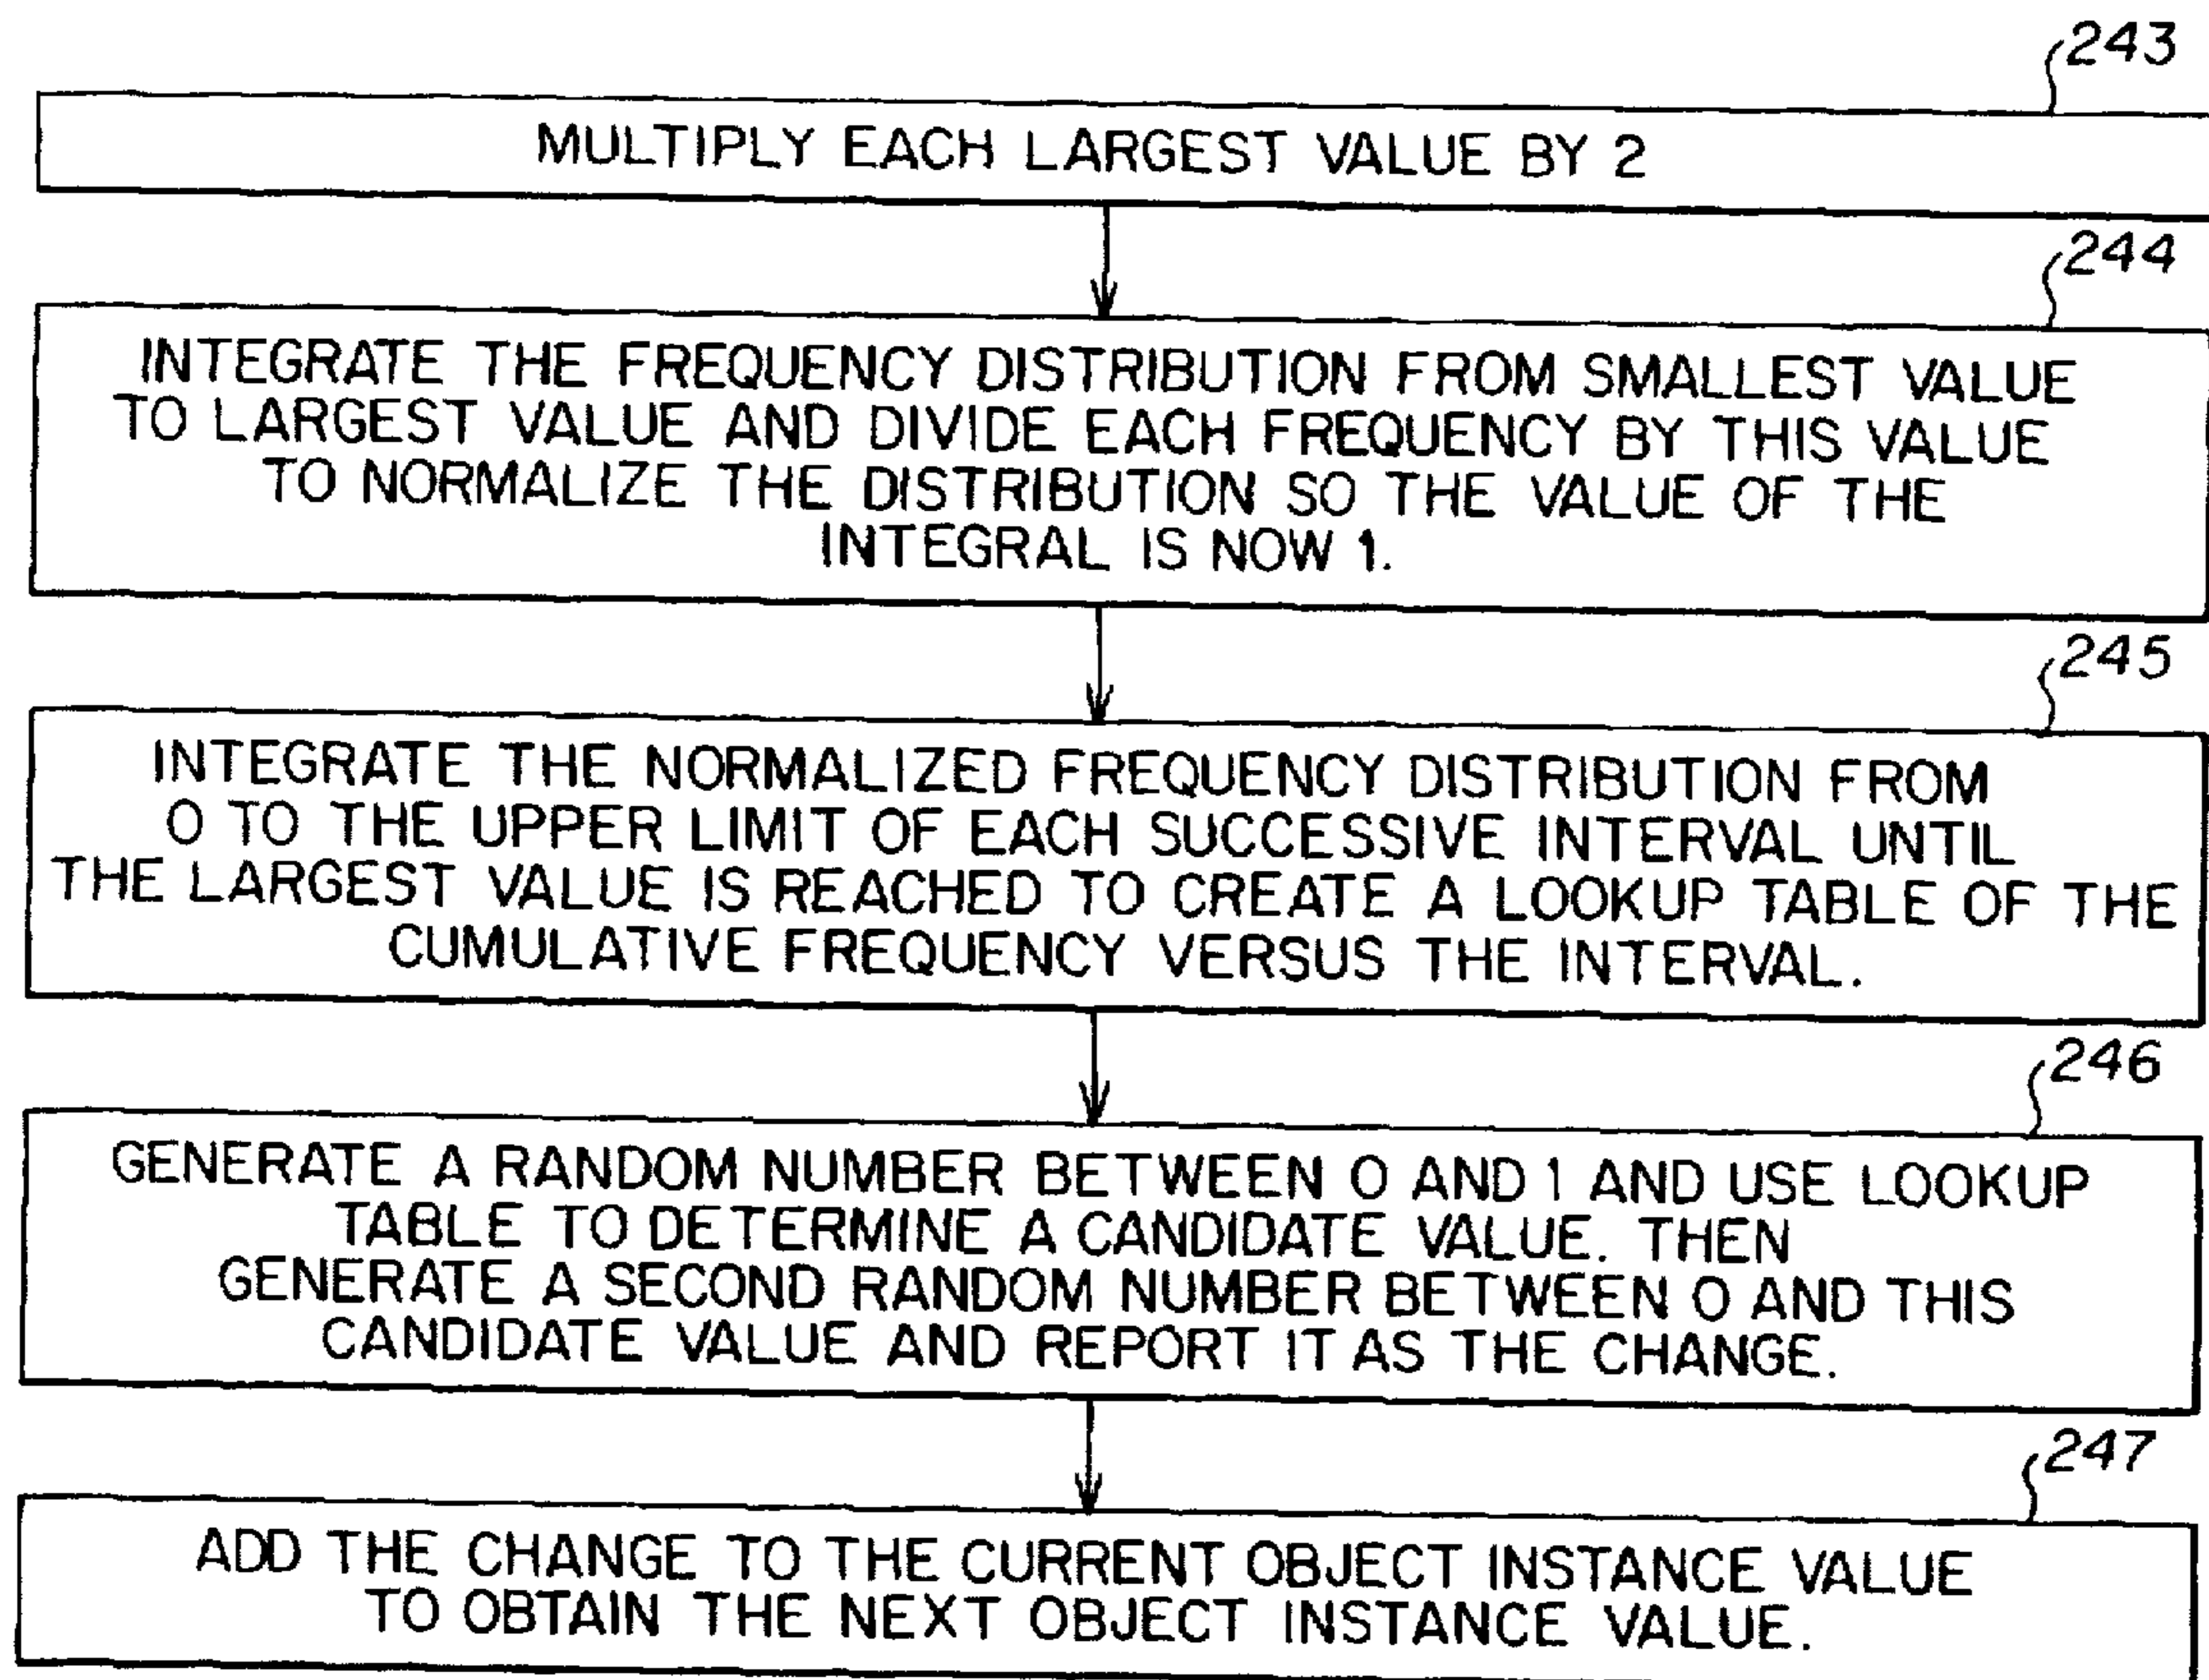 243
MULTIPLY EACH LARGEST VALUE BY 2
244
INTEGRATE THE FREQUENCY DISTRIBUTION FROM SMALLEST VALUE
TO LARGEST VALUE AND DIVIDE EACH FREQUENCY BY THIS VALUE
TO NORMALIZE THE DISTRIBUTION SO THE VALUE OF THE
INTEGRAL IS NOW 1.
245
INTEGRATE THE NORMALIZED FREQUENCY DISTRIBUTION FROM
0 TO THE UPPER LIMIT OF EACH SUCCESSIVE INTERVAL UNTIL
THE LARGEST VALUE IS REACHED TO CREATE A LOOKUP TABLE OF THE
CUMULATIVE FREQUENCY VERSUS THE INTERVAL.
246
GENERATE A RANDOM NUMBER BETWEEN 0 AND 1 AND USE LOOKUP
TABLE TO DETERMINE A CANDIDATE VALUE. THEN
GENERATE A SECOND RANDOM NUMBER BETWEEN 0 AND THIS
CANDIDATE VALUE AND REPORT IT AS THE CHANGE.
247
ADD THE CHANGE TO THE CURRENT OBJECT INSTANCE VALUE
TO OBTAIN THE NEXT OBJECT INSTANCE VALUE.